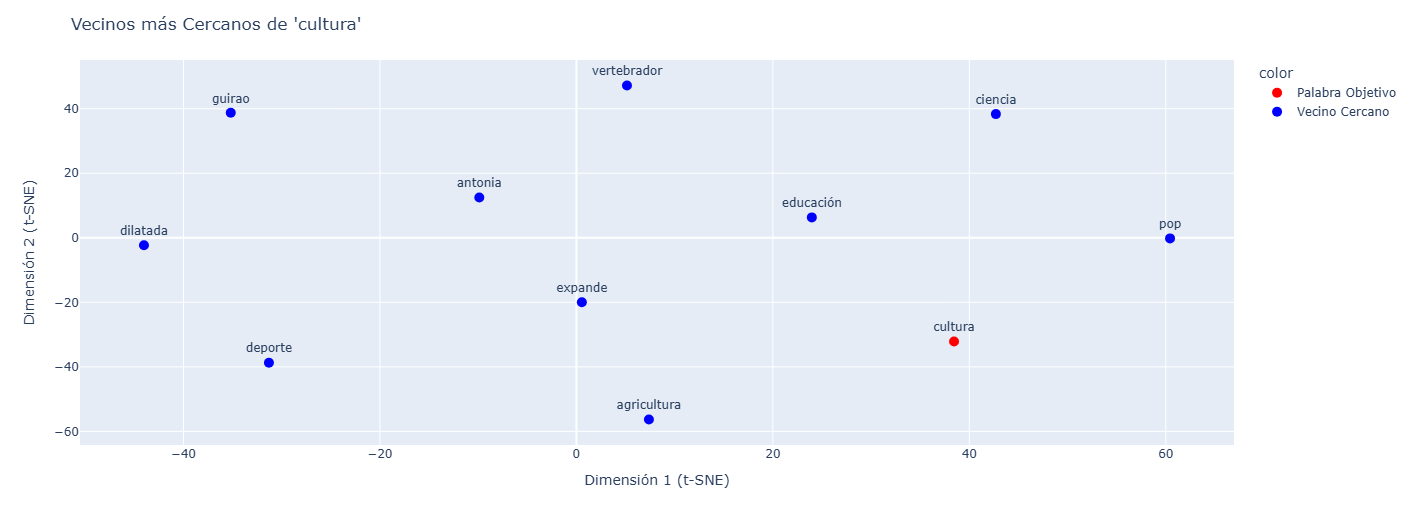 Vecinos más Cercanos de 'cultura'
color
Palabra Objetivo
Vecino Cercano
vertebrador
guirao
ciencia
antonia
educación
dilatada
pop
expande
cultura
deporte
agricultura
Dimensión 2 (t-SNE)
40
20
0
−20
−40
−60
−40
−20
0
20
40
60
Dimensión 1 (t-SNE)